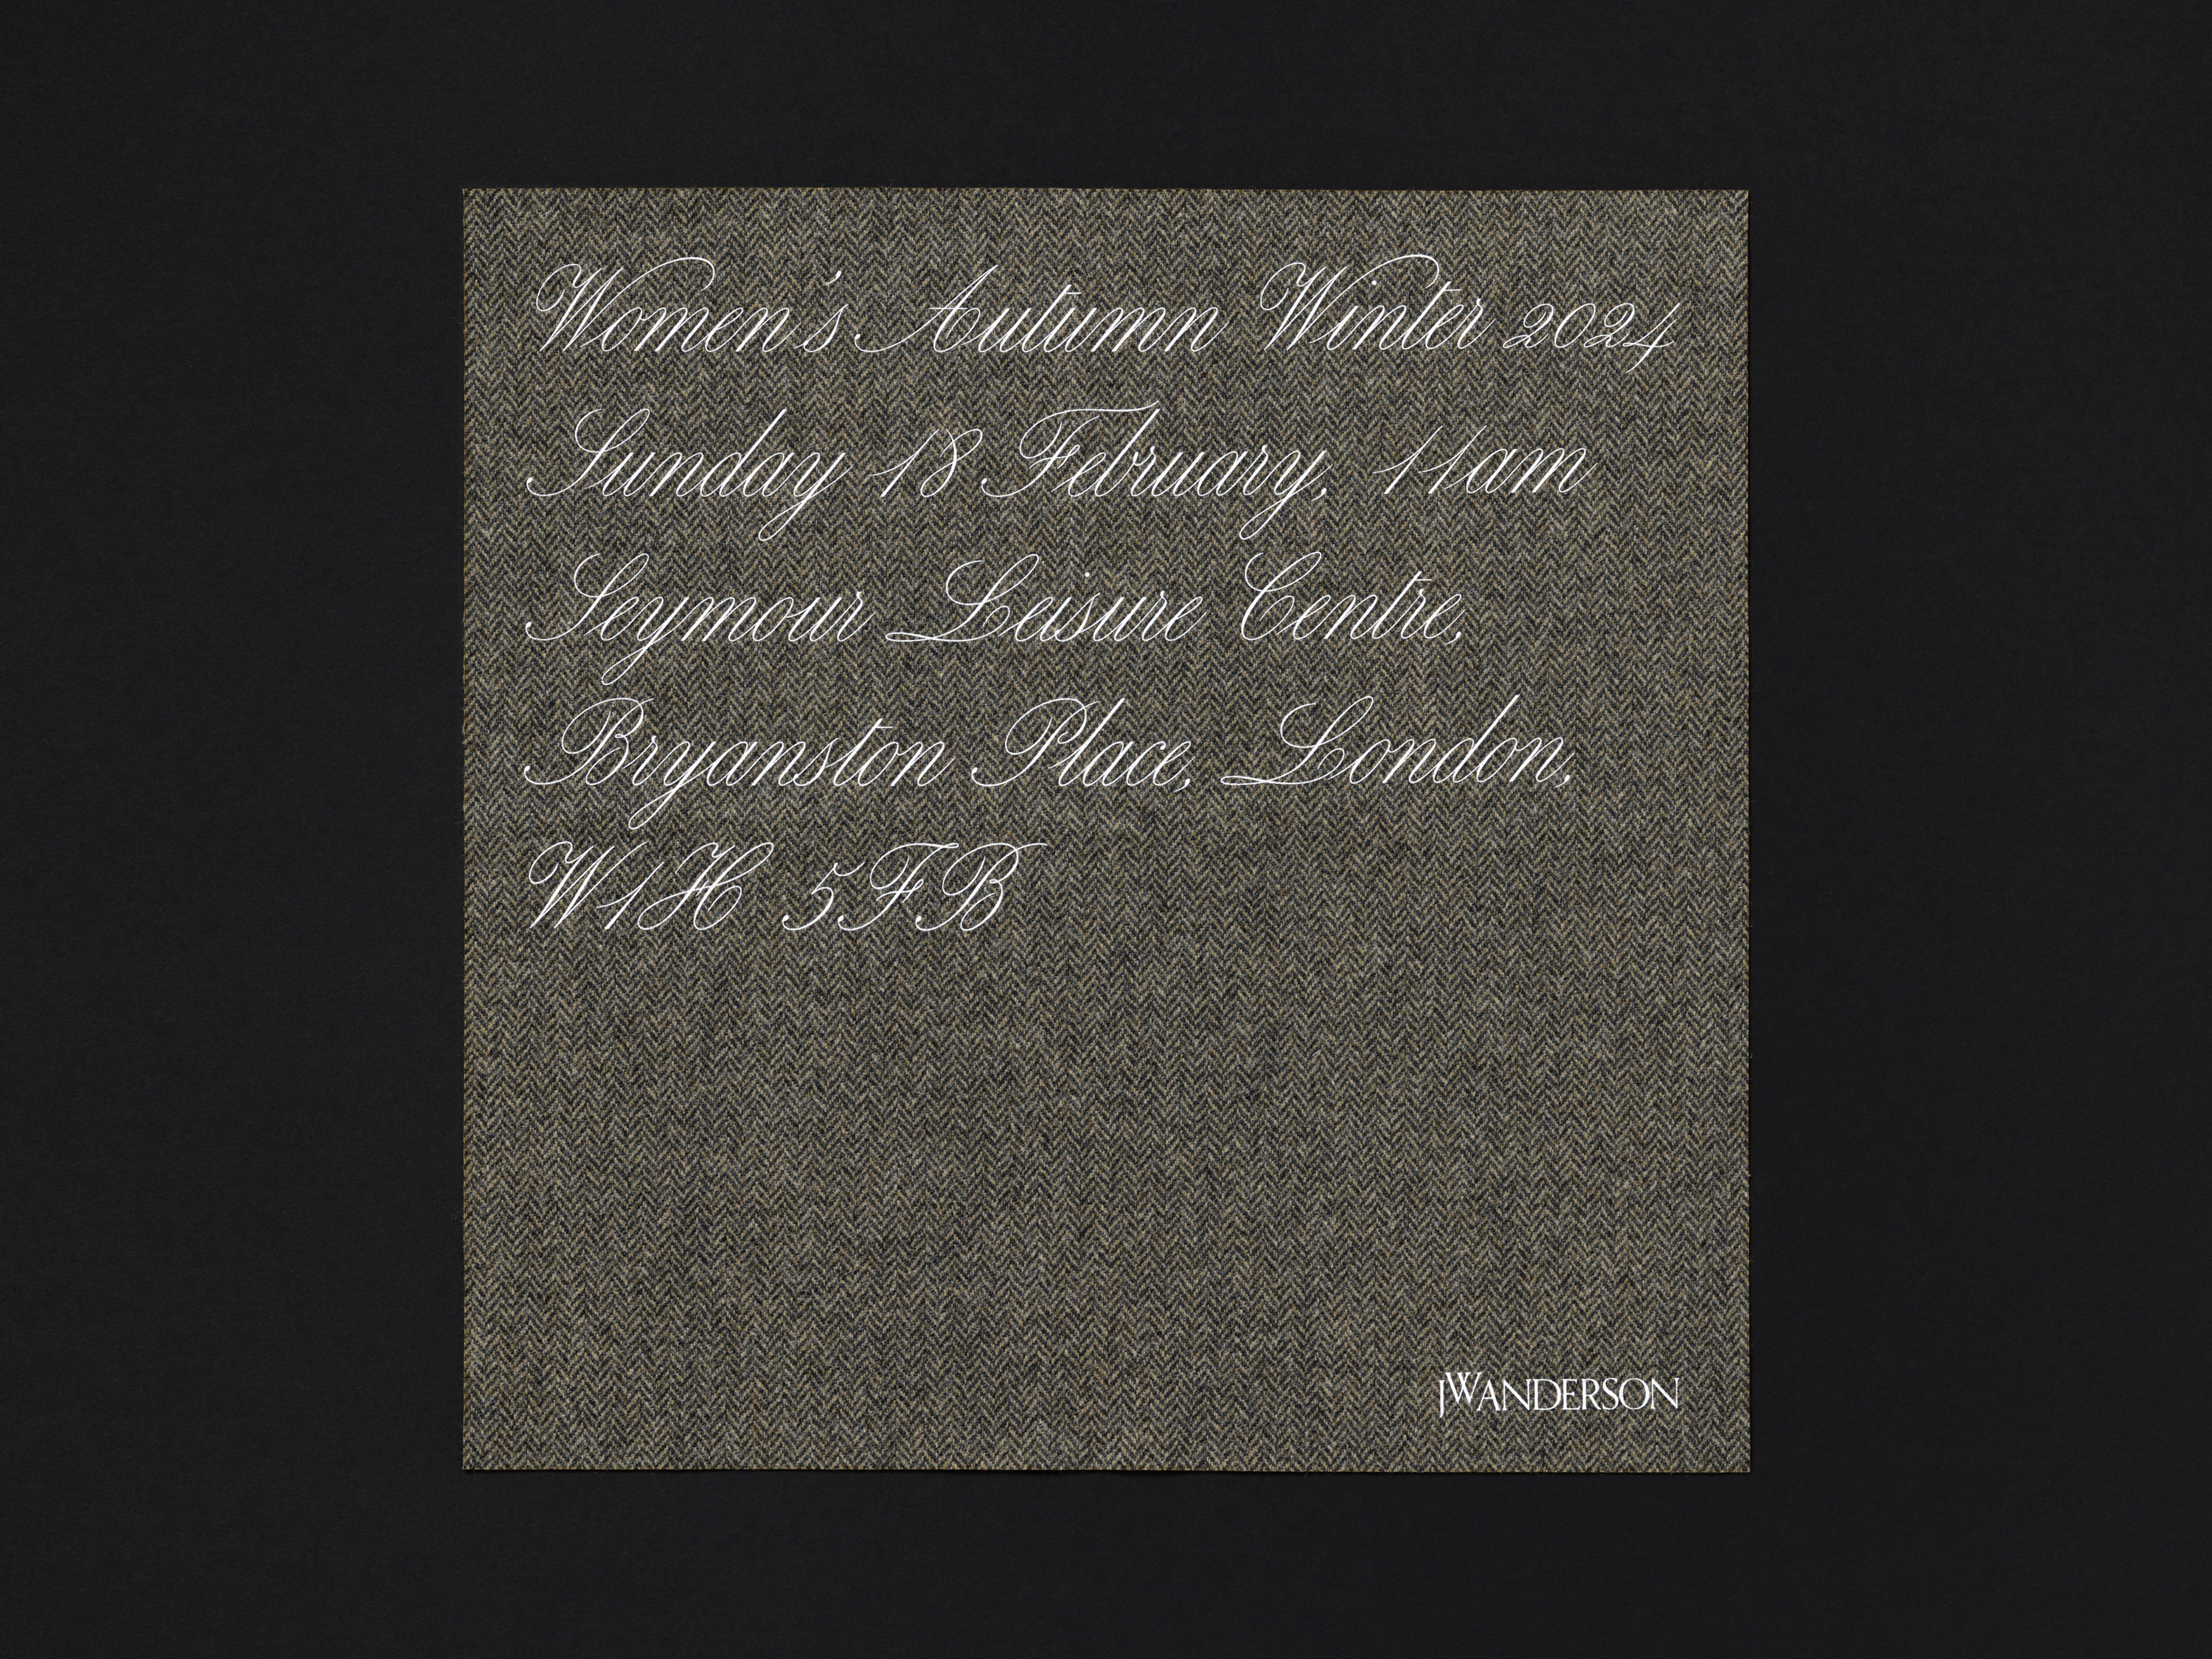 Women's Autumn Winter 2024
Sunday 18 February, 11am
Seymour Leisure Centre,
Bryanston Place, London,
W1H 5FB
JWANDERSON